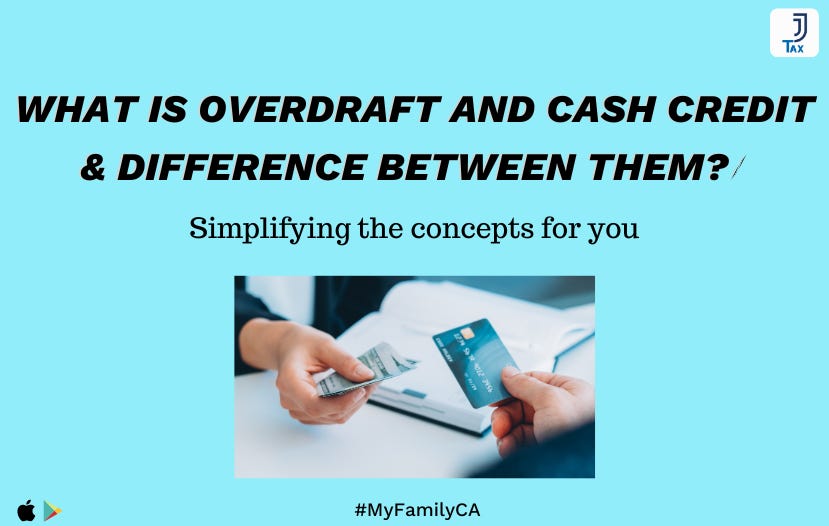 J
TAX
WHAT IS OVERDRAFT AND CASH CREDIT
& DIFFERENCE BETWEEN THEM?
Simplifying the concepts for you
#MyFamilyCA